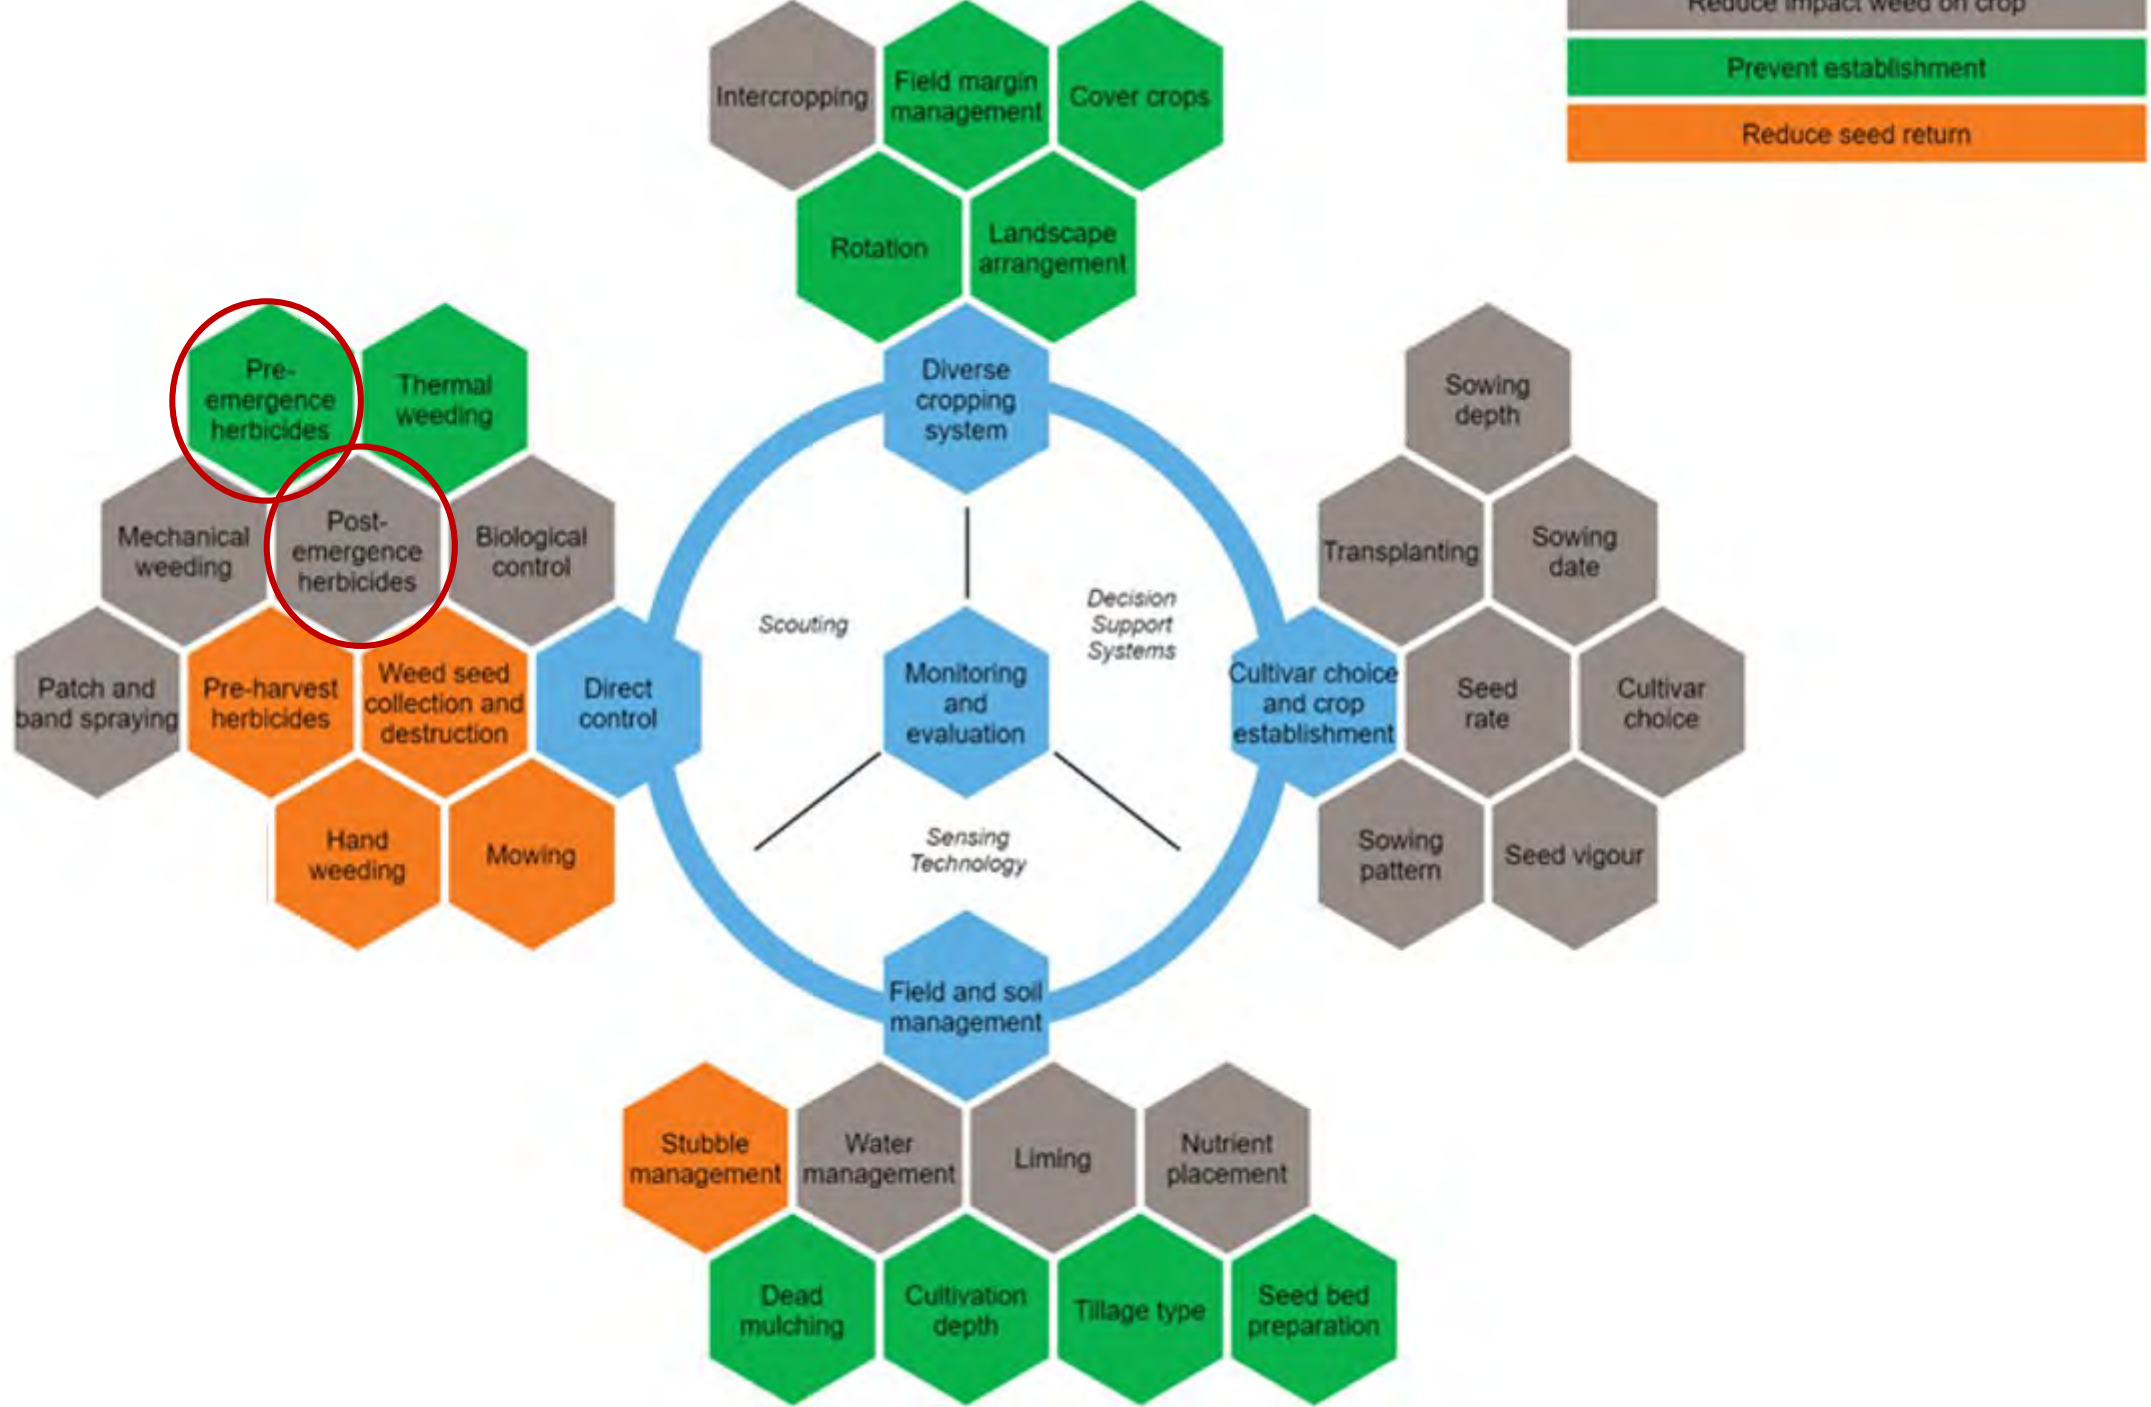 Reduce impact weed on crop
Prevent establishment
Reduce seed return
Intercropping
Field margin
management
Cover crops
Rotation
Landscape
arrangement
Diverse
cropping
system
Pre-
emergence
herbicides
Thermal
weeding
Mechanical
weeding
Post-
emergence
herbicides
Biological
control
Patch and
band spraying
Pre-harvest
herbicides
Weed seed
collection and
destruction
Direct
control
Hand
weeding
Mowing
Scouting
Decision
Support
Systems
Monitoring
and
evaluation
Sensing
Technology
Cultivar choice
and crop
establishment
Sowing
depth
Transplanting
Sowing
date
Seed
rate
Cultivar
choice
Sowing
pattern
Seed vigour
Field and soil
management
Stubble
management
Water
management
Liming
Nutrient
placement
Dead
mulching
Cultivation
depth
Tillage type
Seed bed
preparation